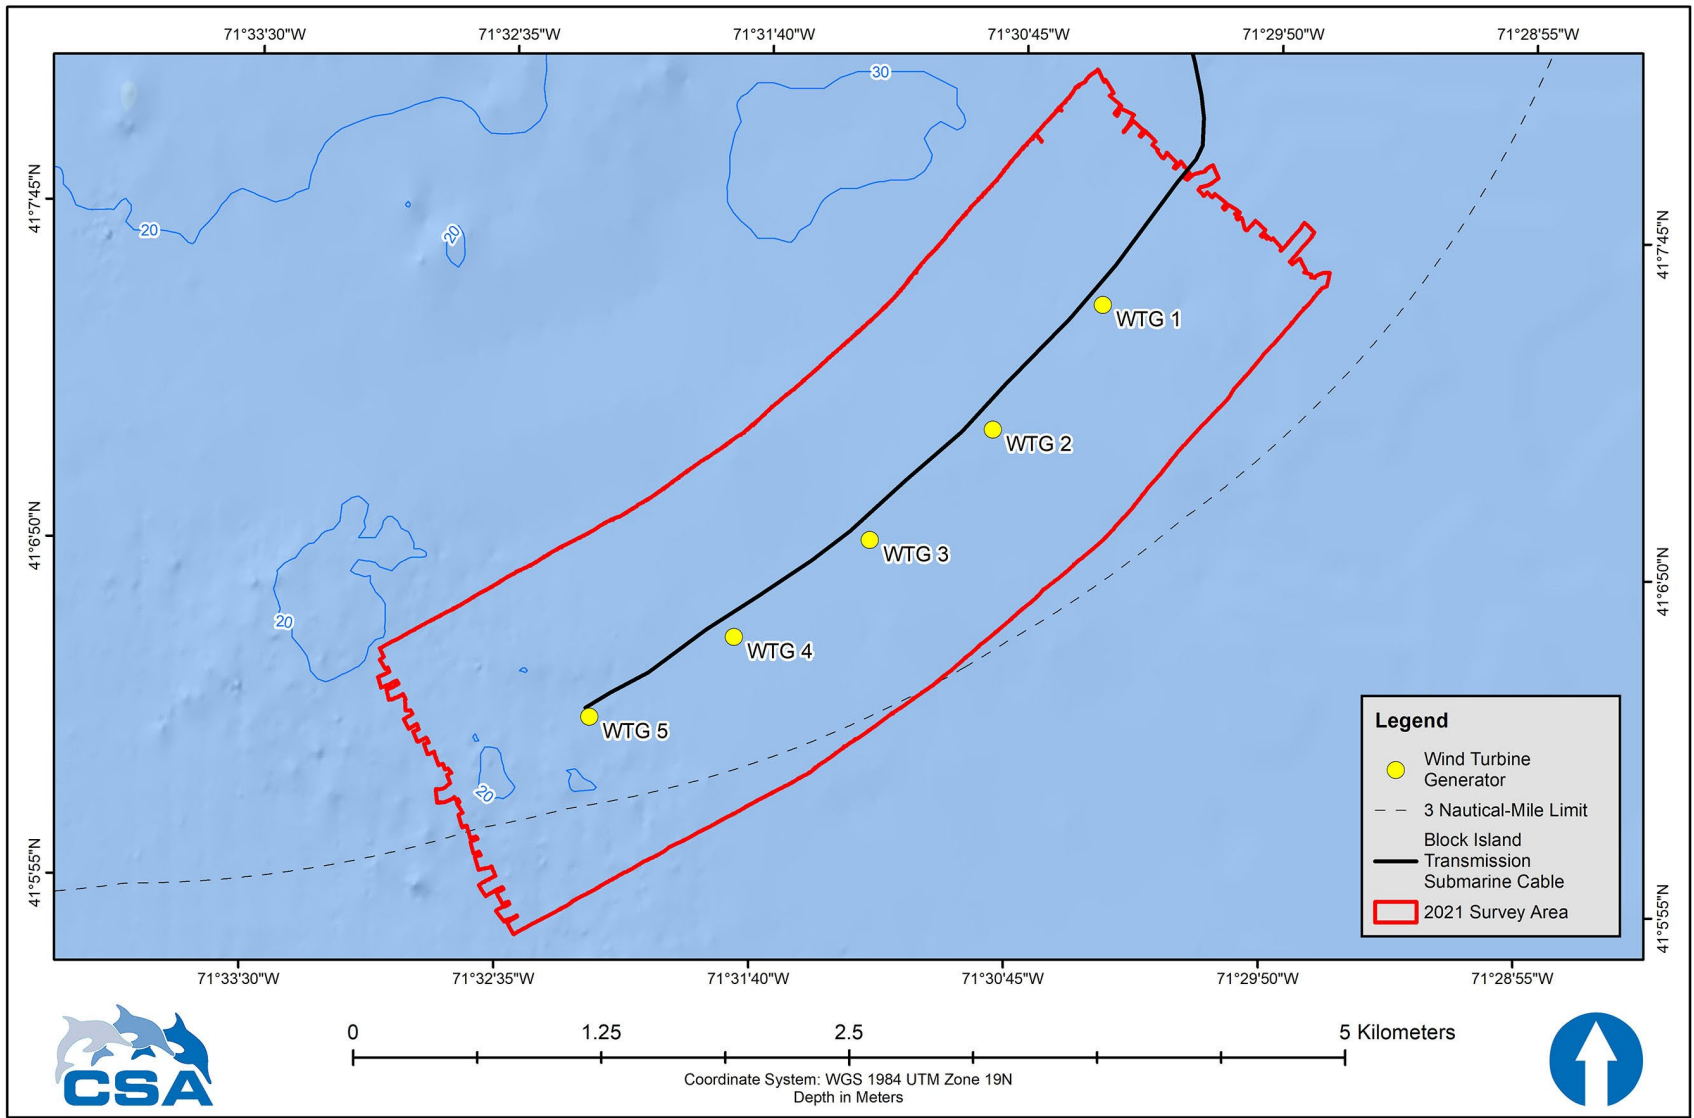 71°33'30"W
71°32'35"W
71°31'40"W
71°30'45"W
71°29'50"W
71°28'55"W
30
41°7'45"N
20
20
41°7'45"N
WTG 1
WTG 2
41°6'50"N
WTG 3
41°6'50"N
20
WTG 4
WTG 5
20
41°5'55"N
41°5'55"N
Legend
Wind Turbine
Generator
3 Nautical-Mile Limit
Block Island
Transmission
Submarine Cable
2021 Survey Area
71°33'30"W
71°32'35"W
71°31'40"W
71°30'45"W
71°29'50"W
71°28'55"W
CSA
0
1.25
2.5
5 Kilometers
Coordinate System: WGS 1984 UTM Zone 19N
Depth in Meters